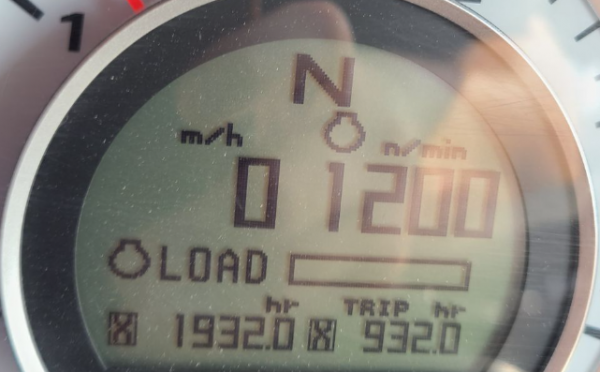 1
N
m/h n/min
0 1200
LOAD
hr TRIP hr
1932.0 932.0